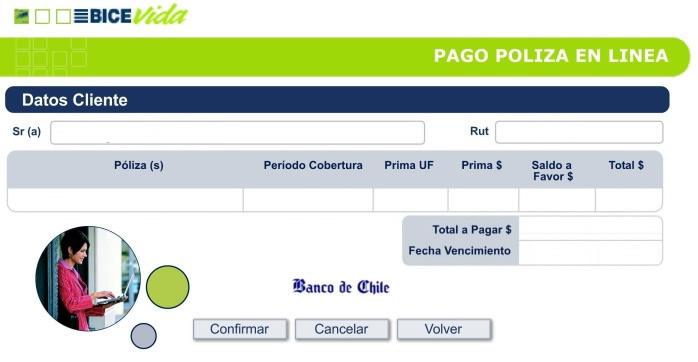 BICE Vida
PAGO POLIZA EN LINEA
Datos Cliente
Sr (a)
Rut
Póliza (s)
Período Cobertura
Prima UF
Prima $
Saldo a
Favor $
Total $
Total a Pagar $
Fecha Vencimiento
Banco de Chile
Confirmar
Cancelar
Volver